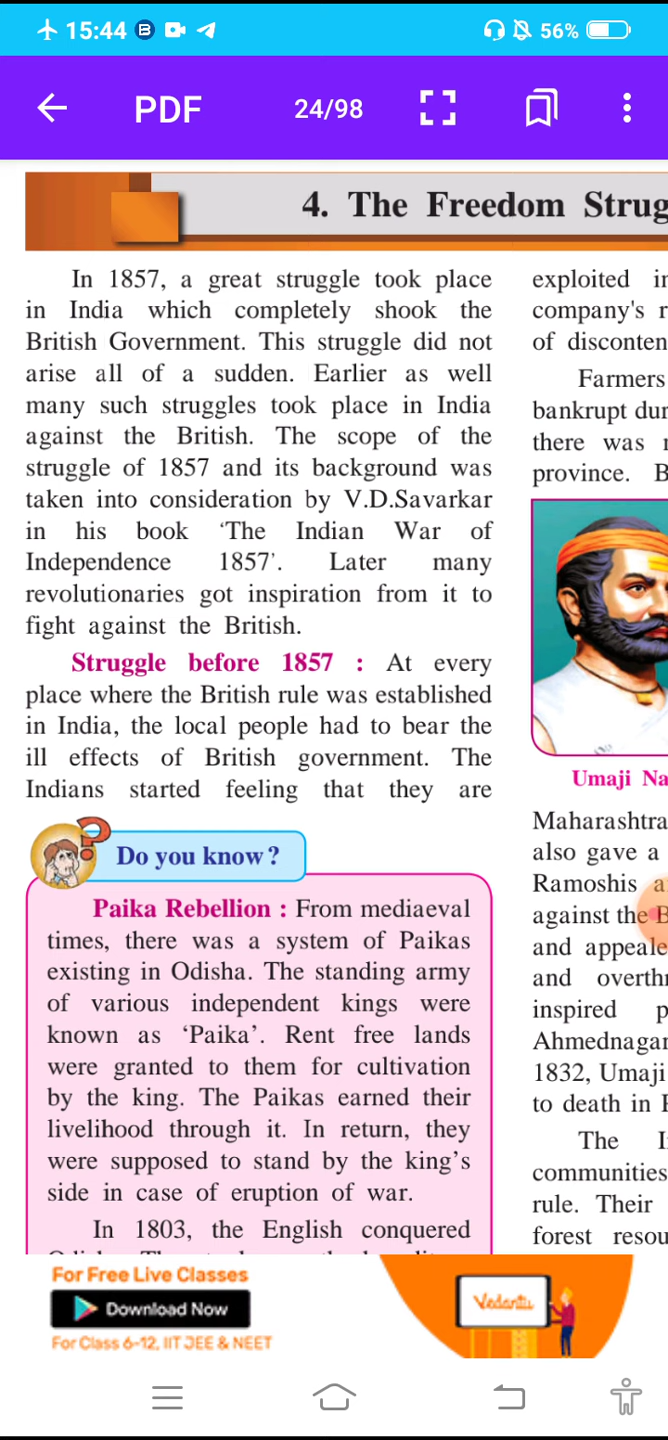 15:44
56%
PDF
24/98
4. The Freedom Strug
In 1857, a great struggle took place
in India which completely shook the
British Government. This struggle did not
arise all of a sudden. Earlier as well
many such struggles took place in India
against the British. The scope of the
struggle of 1857 and its background was
taken into consideration by V.D.Savarkar
in his book ‘The Indian War of
Independence 1857’. Later many
revolutionaries got inspiration from it to
fight against the British.
Struggle before 1857 : At every
place where the British rule was established
in India, the local people had to bear the
ill effects of British government. The
Indians started feeling that they are
Do you know?
Paika Rebellion : From mediaeval
times, there was a system of Paikas
existing in Odisha. The standing army
of various independent kings were
known as ‘Paika’. Rent free lands
were granted to them for cultivation
by the king. The Paikas earned their
livelihood through it. In return, they
were supposed to stand by the king’s
side in case of eruption of war.
In 1803, the English conquered
exploited
company's
of disconten
Farmers
bankrupt dur
there was
province. B
Umaji Na
Maharashtra
also gave a
Ramoshis a
against the B
and appeale
and overth
inspired p
Ahmednagar
1832, Umaji
to death in
The I
communities
rule. Their
forest resou
For Free Live Classes
Download Now
For Class 6-12, IIT JEE & NEET
Vedantu